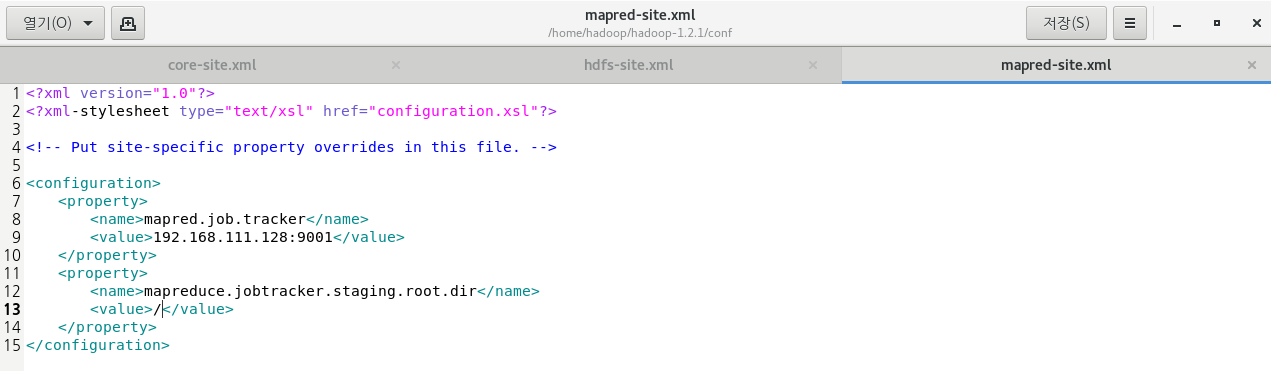 열기(O)
mapred-site.xml
/home/hadoop/hadoop-1.2.1/conf
저장(S)
core-site.xml
hdfs-site.xml
mapred-site.xml
1 <?xml version="1.0"?>
2 <?xml-stylesheet type="text/xsl" href="configuration.xsl"?>
3
4 <!-- Put site-specific property overrides in this file. -->
5
6 <configuration>
7 <property>
8 <name>mapred.job.tracker</name>
9 <value>192.168.111.128:9001</value>
10 </property>
11 <property>
12 <name>mapreduce.jobtracker.staging.root.dir</name>
13 <value>/</value>
14 </property>
15 </configuration>